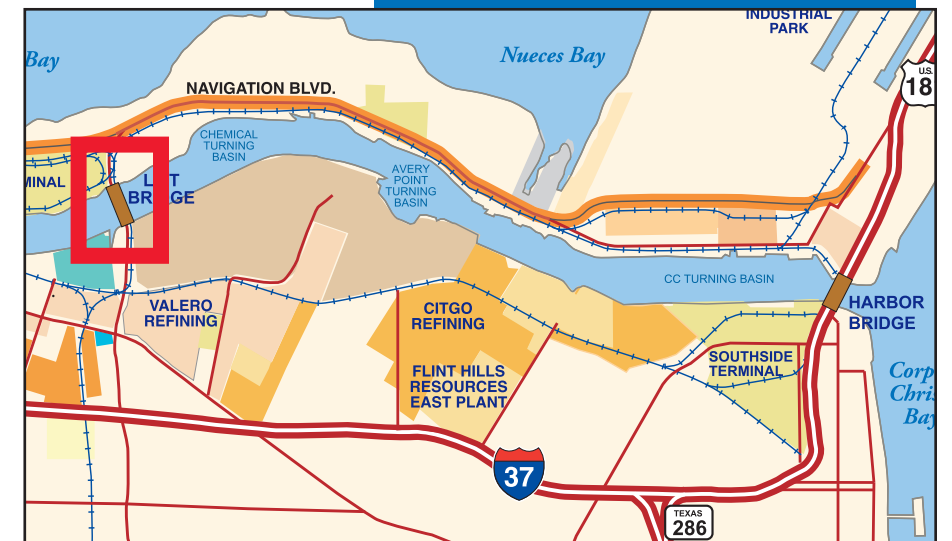 INDUSTRIAL
PARK
Bay
Nueces Bay
U.S.
18
NAVIGATION BLVD.
CHEMICAL
TURNING
BASIN
AVERY
POINT
TURNING
BASIN
MINAL
BRIDGE
CC TURNING BASIN
VALERO
REFINING
CITGO
REFINING
HARBOR
BRIDGE
FLINT HILLS
RESOURCES
EAST PLANT
SOUTHSIDE
TERMINAL
Corp
Chris
Bay
37
TEXAS
286